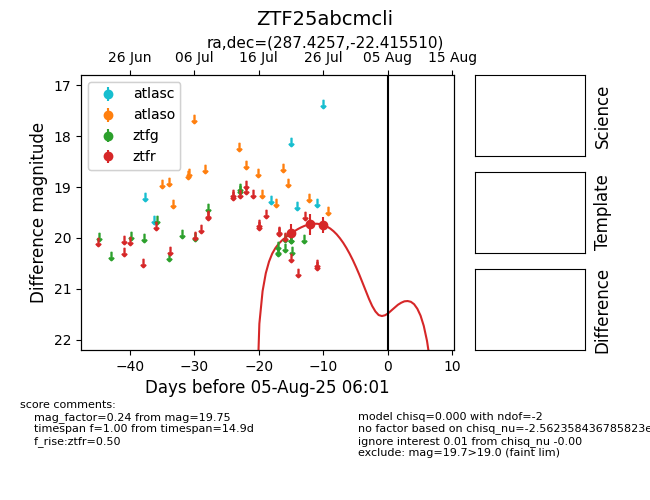 ZTF25abcmcli
ra,dec=(287.4257,-22.415510)
26 Jun 06 Jul 16 Jul 26 Jul 05 Aug 15 Aug
atlasc
atlaso
ztfg
ztfr
17
18
19
20
21
22
Difference magnitude
−40 −30 −20 −10 0 10
Days before 05-Aug-25 06:01
Science
Template
Difference
score comments:
mag_factor=0.24 from mag=19.75
timespan f=1.00 from timespan=14.9d
f_rise:ztfr=0.50
model chisq=0.000 with ndof=-2
no factor based on chisq_nu=-2.562358436785823e
ignore interest 0.01 from chisq_nu -0.00
exclude: mag=19.7>19.0 (faint lim)